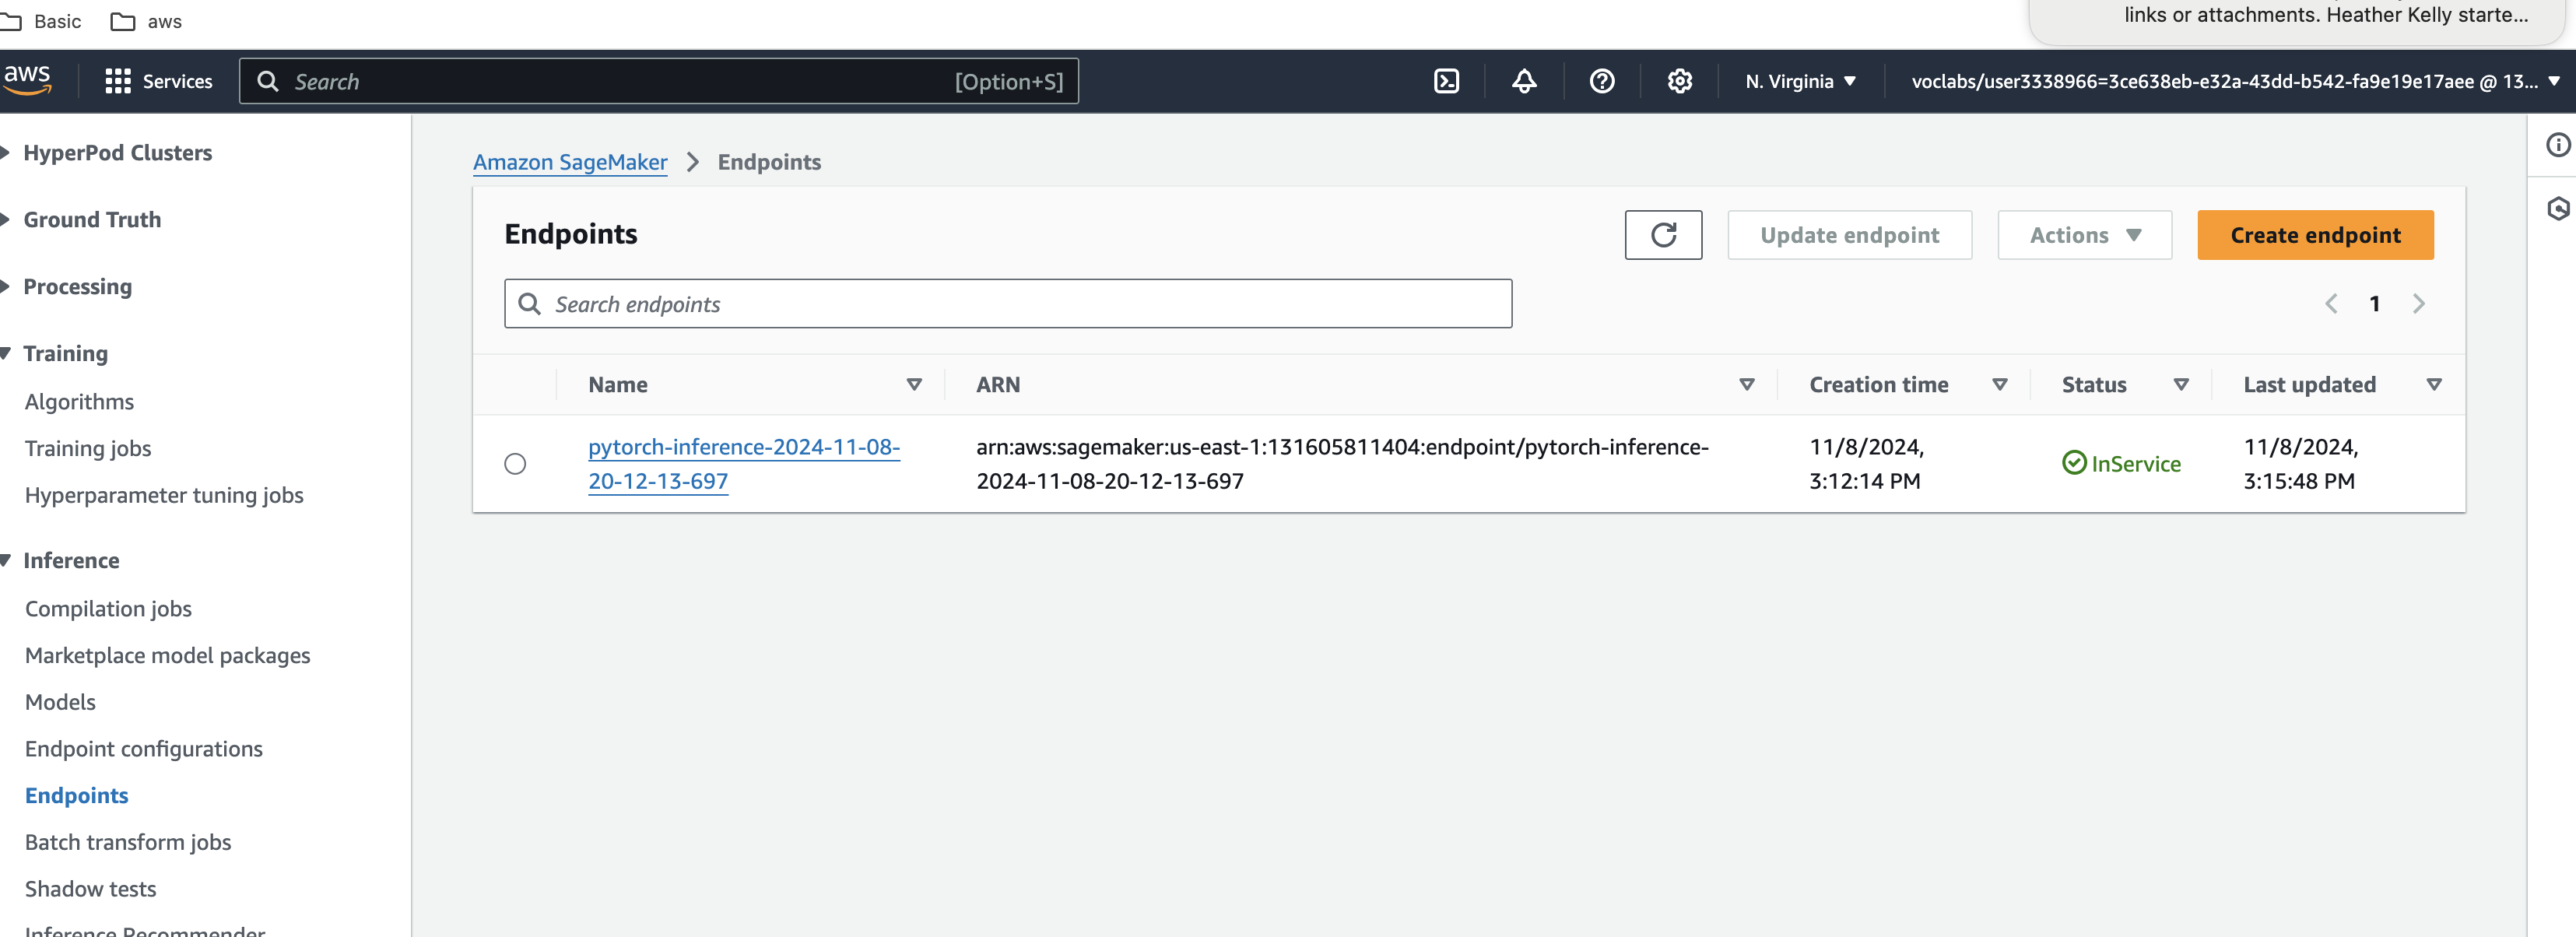 Basic
aws
links or attachments. Heather Kelly starte...
aws
Services
Search
[Option+S]
N. Virginia
voclabs/user3338966=3ce638eb-e32a-43dd-b542-fa9e19e17aee @ 13...
HyperPod Clusters
Ground Truth
Processing
Training
Algorithms
Training jobs
Hyperparameter tuning jobs
Inference
Compilation jobs
Marketplace model packages
Models
Endpoint configurations
Endpoints
Batch transform jobs
Shadow tests
Inference Recommender
Amazon SageMaker
Endpoints
Endpoints
Update endpoint
Actions
Create endpoint
Search endpoints
1
Name
ARN
Creation time
Status
Last updated
pytorch-inference-2024-11-08-
20-12-13-697
arn:aws:sagemaker:us-east-1:131605811404:endpoint/pytorch-inference-
2024-11-08-20-12-13-697
11/8/2024,
3:12:14 PM
InService
11/8/2024,
3:15:48 PM